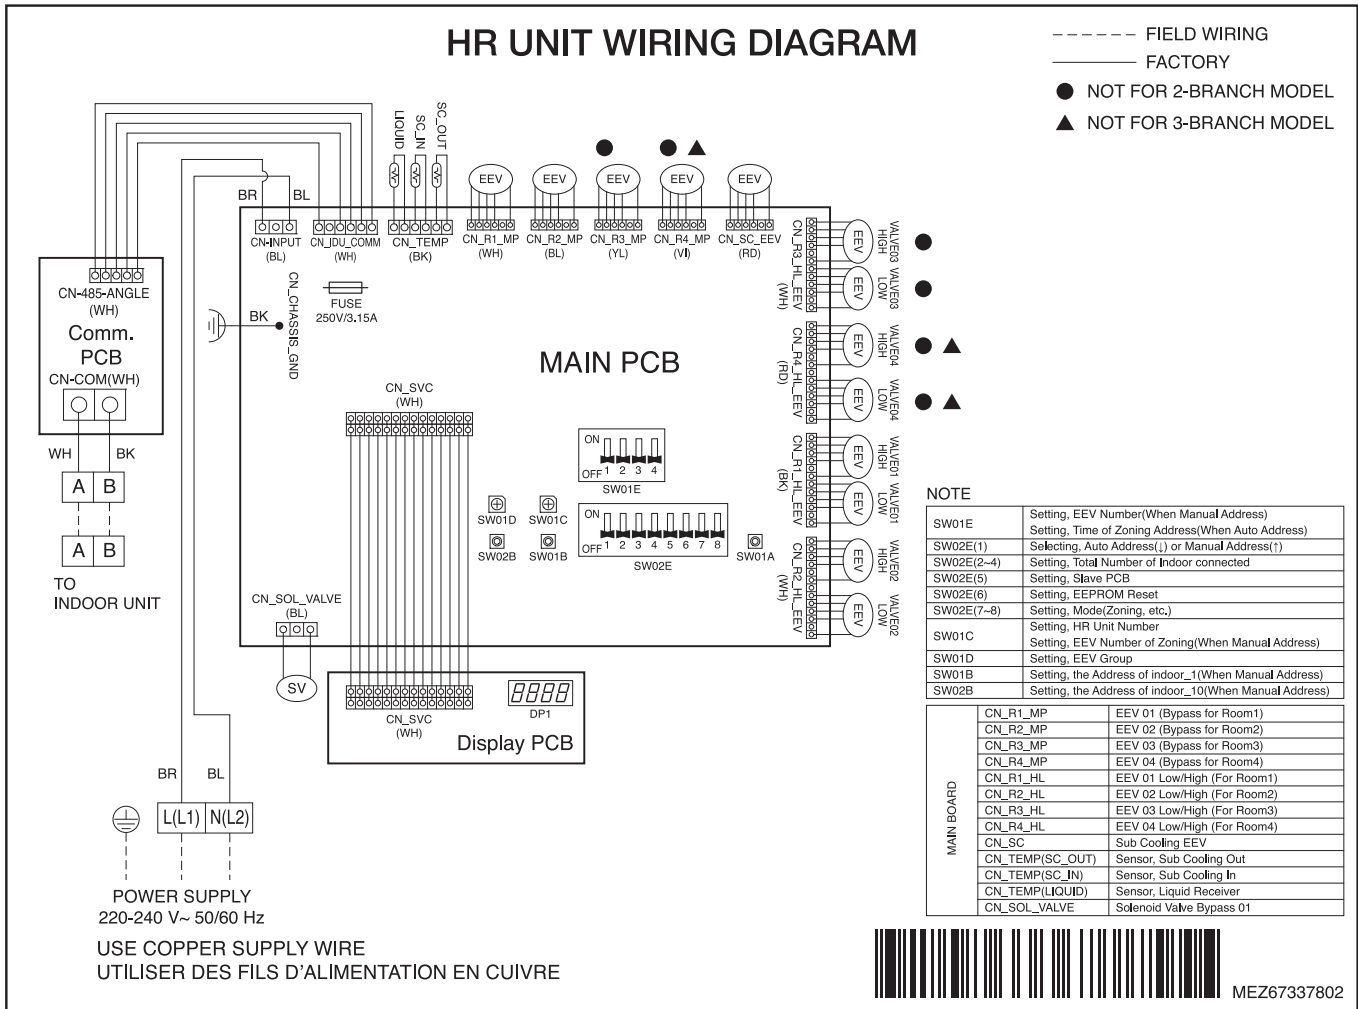 HR UNIT WIRING DIAGRAM
FIELD WIRING
FACTORY
● NOT FOR 2-BRANCH MODEL
▲ NOT FOR 3-BRANCH MODEL
LIQUID
SC_IN
SC_OUT
BR
BL
EEV
EEV
EEV
EEV
EEV
CN-INPUT
(BL)
CN_IDU_COMM
(WH)
CN_TEMP
(BK)
CN_R1_MP
(WH)
CN_R2_MP
(BL)
CN_R3_MP
(YL)
CN_R4_MP
(VI)
CN_SC_EEV
(RD)
CN_R3_HL_EEV
(WH)
EEV
VALVE03
HIGH
EEV
VALVE03
LOW
CN_R4_HL_EEV
(RD)
EEV
VALVE04
HIGH
EEV
VALVE04
LOW
CN_R1_HL_EEV
(BK)
EEV
VALVE01
HIGH
EEV
VALVE01
LOW
CN_R2_HL_EEV
(WH)
EEV
VALVE02
HIGH
EEV
VALVE02
LOW
CN-485-ANGLE
(WH)
Comm.
PCB
CN-COM(WH)
WH
BK
A B
A B
TO
INDOOR UNIT
BK
CN_CHASSIS_GND
FUSE
250V/3.15A
MAIN PCB
CN_SVC
(WH)
ON
OFF
1 2 3 4
SW01E
SW01D
SW01C
SW02B
SW01B
ON
OFF
1 2 3 4 5 6 7 8
SW02E
SW01A
CN_SOL_VALVE
(BL)
SV
CN_SVC
(WH)
8888
DP1
Display PCB
BR
BL
L(L1) N(L2)
POWER SUPPLY
220-240 V~ 50/60 Hz
USE COPPER SUPPLY WIRE
UTILISER DES FILS D'ALIMENTATION EN CUIVRE
NOTE
SW01E Setting, EEV Number(When Manual Address)
Setting, Time of Zoning Address(When Auto Address)
SW02E(1) Selecting, Auto Address(↓) or Manual Address(↑)
SW02E(2~4) Setting, Total Number of Indoor connected
SW02E(5) Setting, Slave PCB
SW02E(6) Setting, EEPROM Reset
SW02E(7~8) Setting, Mode(Zoning, etc.)
SW01C Setting, HR Unit Number
Setting, EEV Number of Zoning(When Manual Address)
SW01D Setting, EEV Group
SW01B Setting, the Address of indoor_1(When Manual Address)
SW02B Setting, the Address of indoor_10(When Manual Address)
MAIN BOARD
CN_R1_MP EEV 01 (Bypass for Room1)
CN_R2_MP EEV 02 (Bypass for Room2)
CN_R3_MP EEV 03 (Bypass for Room3)
CN_R4_MP EEV 04 (Bypass for Room4)
CN_R1_HL EEV 01 Low/High (For Room1)
CN_R2_HL EEV 02 Low/High (For Room2)
CN_R3_HL EEV 03 Low/High (For Room3)
CN_R4_HL EEV 04 Low/High (For Room4)
CN_SC Sub Cooling EEV
CN_TEMP(SC_OUT) Sensor, Sub Cooling Out
CN_TEMP(SC_IN) Sensor, Sub Cooling In
CN_TEMP(LIQUID) Sensor, Liquid Receiver
CN_SOL_VALVE Solenoid Valve Bypass 01
MEZ67337802